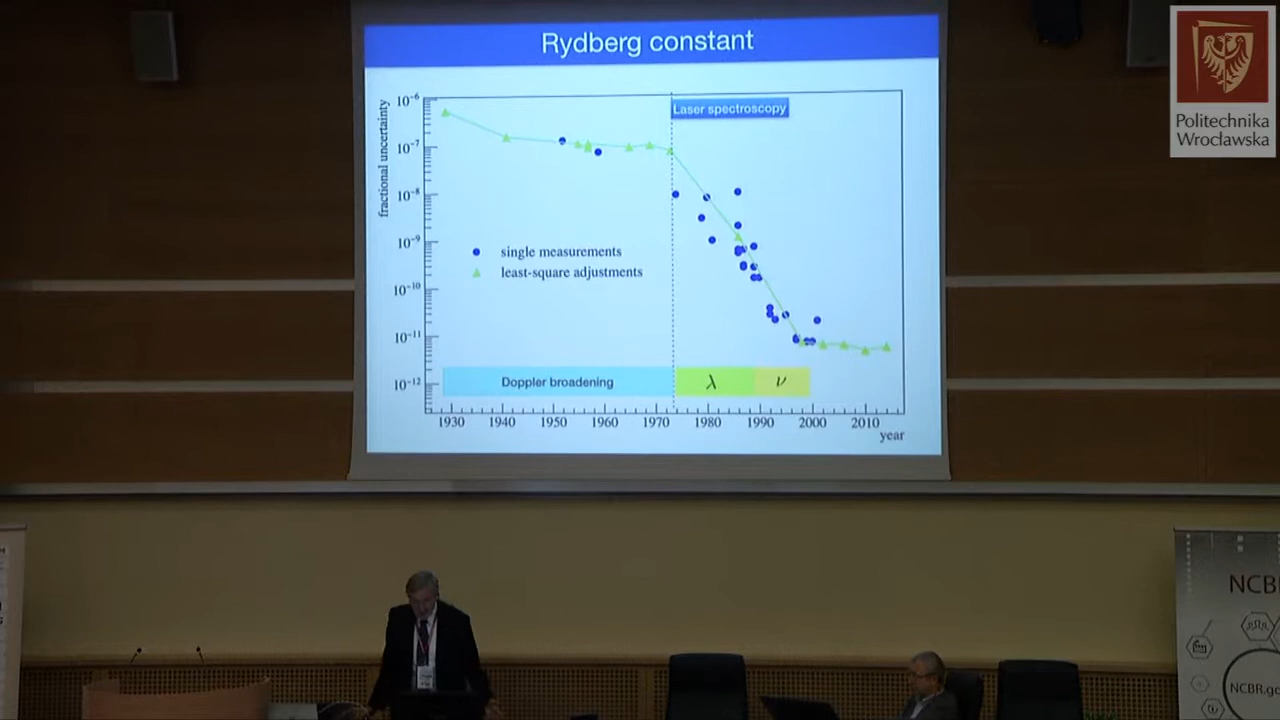 Rydberg constant
Politechnika
Wrocławska
fractional uncertainty
10⁻⁶
10⁻⁷
10⁻⁸
10⁻⁹
10⁻¹⁰
10⁻¹¹
10⁻¹²
Laser spectroscopy
single measurements
least-square adjustments
Doppler broadening
λ
ν
1930 1940 1950 1960 1970 1980 1990 2000 2010
year
NCB
NCBR.go